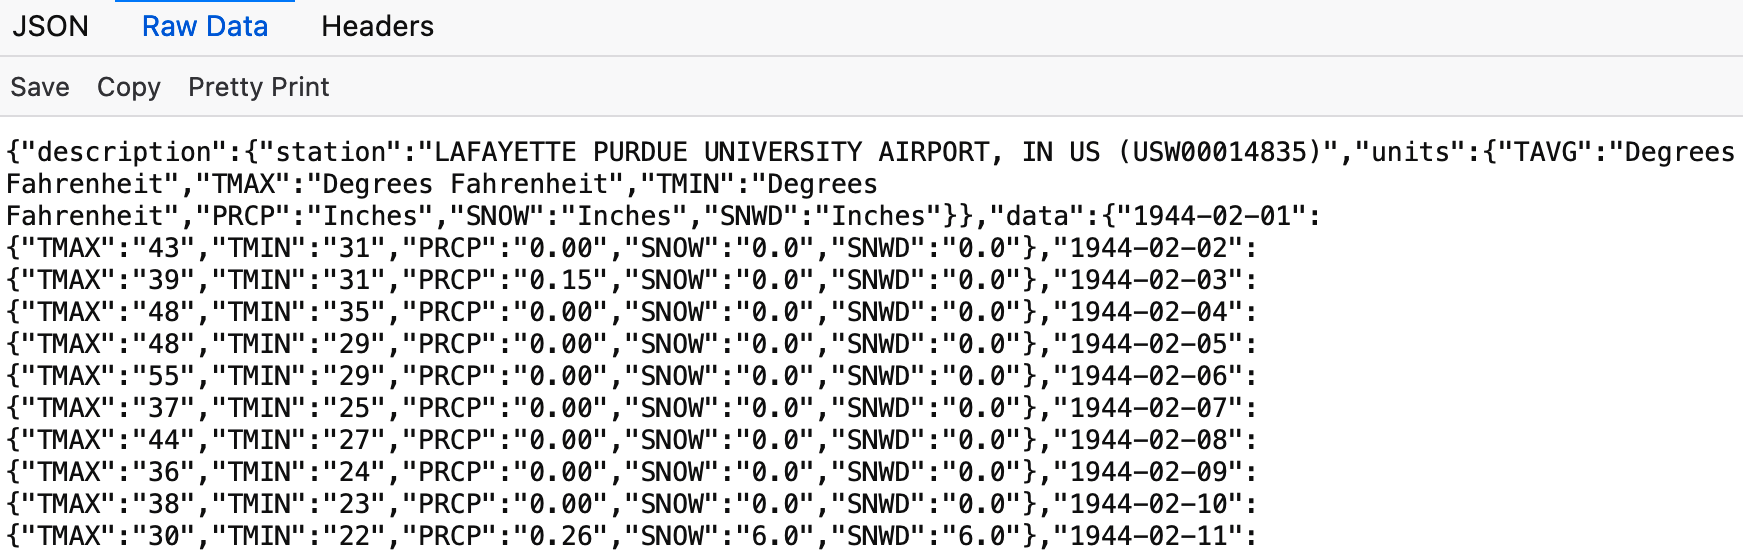 JSON Raw Data Headers
Save Copy Pretty Print
{"description":{"station":"LAFAYETTE PURDUE UNIVERSITY AIRPORT, IN US (USW00014835)","units":{"TAVG":"Degrees
Fahrenheit","TMAX":"Degrees Fahrenheit","TMIN":"Degrees
Fahrenheit","PRCP":"Inches","SNOW":"Inches","SNWD":"Inches"}},"data":{"1944-02-01":
{"TMAX":"43","TMIN":"31","PRCP":"0.00","SNOW":"0.0","SNWD":"0.0"},"1944-02-02":
{"TMAX":"39","TMIN":"31","PRCP":"0.15","SNOW":"0.0","SNWD":"0.0"},"1944-02-03":
{"TMAX":"48","TMIN":"35","PRCP":"0.00","SNOW":"0.0","SNWD":"0.0"},"1944-02-04":
{"TMAX":"48","TMIN":"29","PRCP":"0.00","SNOW":"0.0","SNWD":"0.0"},"1944-02-05":
{"TMAX":"55","TMIN":"29","PRCP":"0.00","SNOW":"0.0","SNWD":"0.0"},"1944-02-06":
{"TMAX":"37","TMIN":"25","PRCP":"0.00","SNOW":"0.0","SNWD":"0.0"},"1944-02-07":
{"TMAX":"44","TMIN":"27","PRCP":"0.00","SNOW":"0.0","SNWD":"0.0"},"1944-02-08":
{"TMAX":"36","TMIN":"24","PRCP":"0.00","SNOW":"0.0","SNWD":"0.0"},"1944-02-09":
{"TMAX":"38","TMIN":"23","PRCP":"0.00","SNOW":"0.0","SNWD":"0.0"},"1944-02-10":
{"TMAX":"30","TMIN":"22","PRCP":"0.26","SNOW":"6.0","SNWD":"6.0"},"1944-02-11":